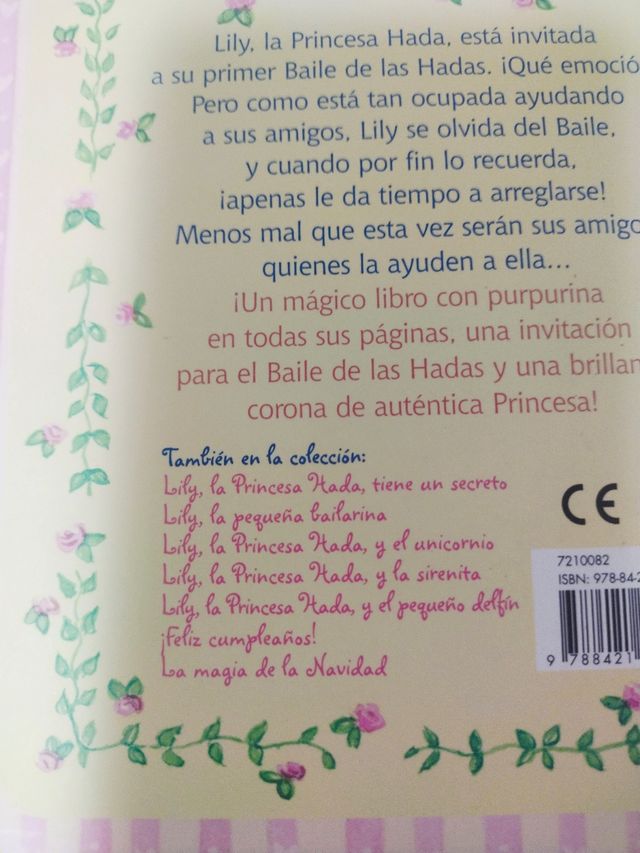 Lily, la Princesa Hada, está invitada
a su primer Baile de las Hadas. ¡Qué emoció
Pero como está tan ocupada ayudando
a sus amigos, Lily se olvida del Baile,
y cuando por fin lo recuerda,
¡apenas le da tiempo a arreglarse!
Menos mal que esta vez serán sus amigo
quienes la ayuden a ella...
¡Un mágico libro con purpurina
en todas sus páginas, una invitación
para el Baile de las Hadas y una brillan
corona de auténtica Princesa!
También en la colección:
Lily, la Princesa Hada, tiene un secreto
Lily, la pequeña bailarina
Lily, la Princesa Hada, y el unicornio
Lily, la Princesa Hada, y la sirenita
Lily, la Princesa Hada, y el pequeño delfín
¡Feliz cumpleaños!
La magia de la Navidad
CE
7210082
ISBN: 978-84-2
9 788421